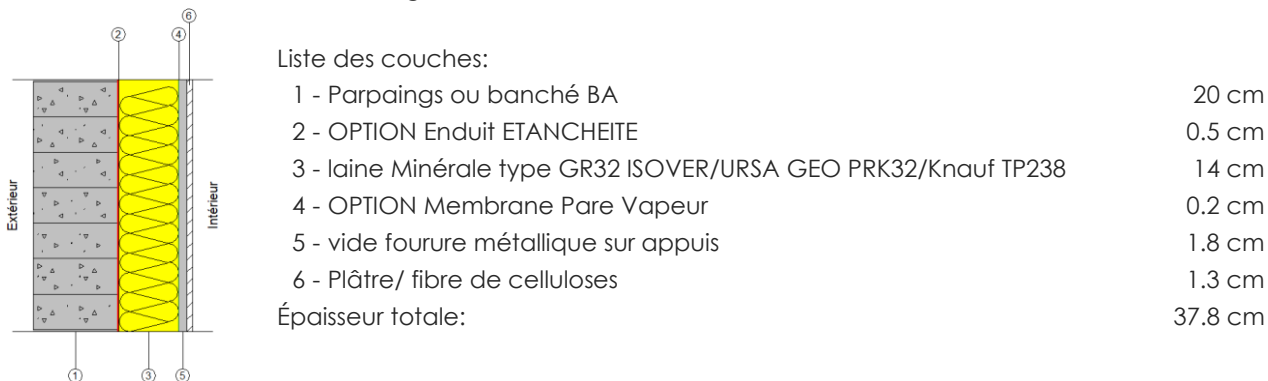 ⑥
② ④
Extérieur
Intérieur
① ③ ⑤
Liste des couches:
1 - Parpaings ou banché BA 20 cm
2 - OPTION Enduit ETANCHEITE 0.5 cm
3 - laine Minérale type GR32 ISOVER/URSA GEO PRK32/Knauf TP238 14 cm
4 - OPTION Membrane Pare Vapeur 0.2 cm
5 - vide fourure métallique sur appuis 1.8 cm
6 - Plâtre/ fibre de celluloses 1.3 cm
Épaisseur totale: 37.8 cm